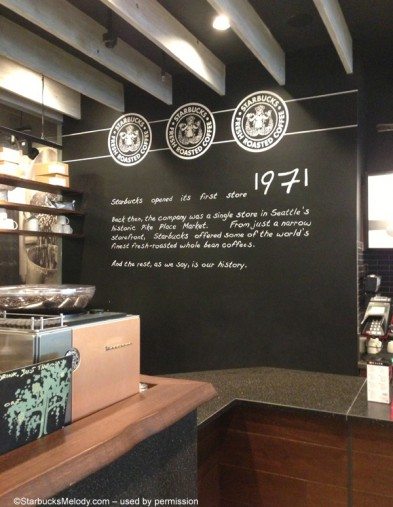 STARBUCKS
FRESH ROASTED COFFEE
STARBUCKS
FRESH ROASTED COFFEE
STARBUCKS
FRESH ROASTED COFFEE
Starbucks opened its first store 1971
Back then, the company was a single store in Seattle's
historic Pike Place Market. From just a narrow
storefront, Starbucks offered some of the world's
finest fresh-roasted whole bean coffees.
And the rest, as we say, is our history.
©StarbucksMelody.com – used by permission